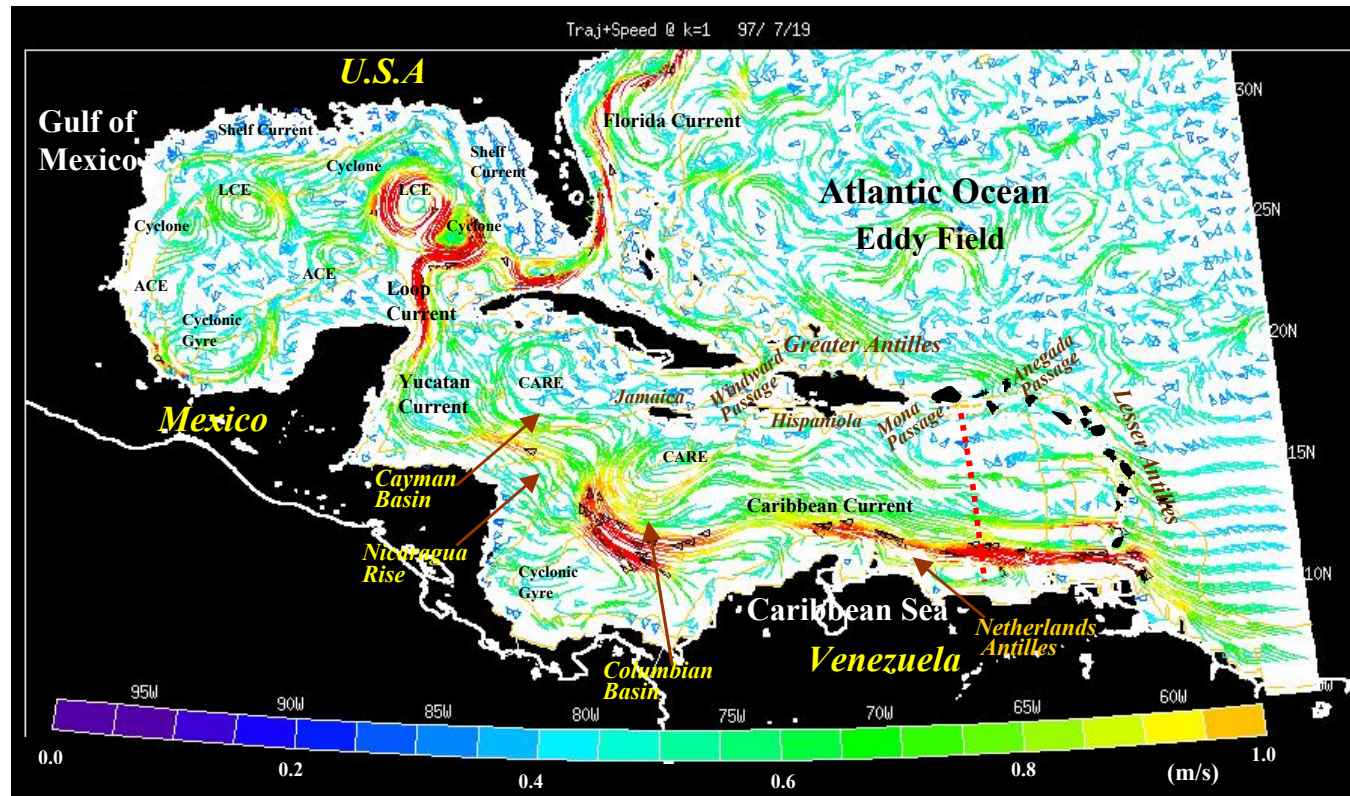 Traj+Speed @ k=1 97/ 7/19
U.S.A
Gulf of
Mexico
Shelf Current
Florida Current
30N
Cyclone
Shelf
Current
LCE
LCE
Atlantic Ocean
Eddy Field
25N
Cyclone
Cyclone
ACE
ACE
Loop
Current
Cyclonic
Gyre
20N
Greater Antilles
Windward
Passage
Anegada
Passage
Yucatan
Current
CARE
Jamaica
Hispaniola
Mona
Passage
Lesser Antilles
Mexico
15N
CARE
Cayman
Basin
Caribbean Current
Nicaragua
Rise
Cyclonic
Gyre
10N
Caribbean Sea
Netherlands
Antilles
Venezuela
Columbian
Basin
95W
90W
85W
80W
75W
70W
65W
60W
0.0
0.2
0.4
0.6
0.8
1.0
(m/s)